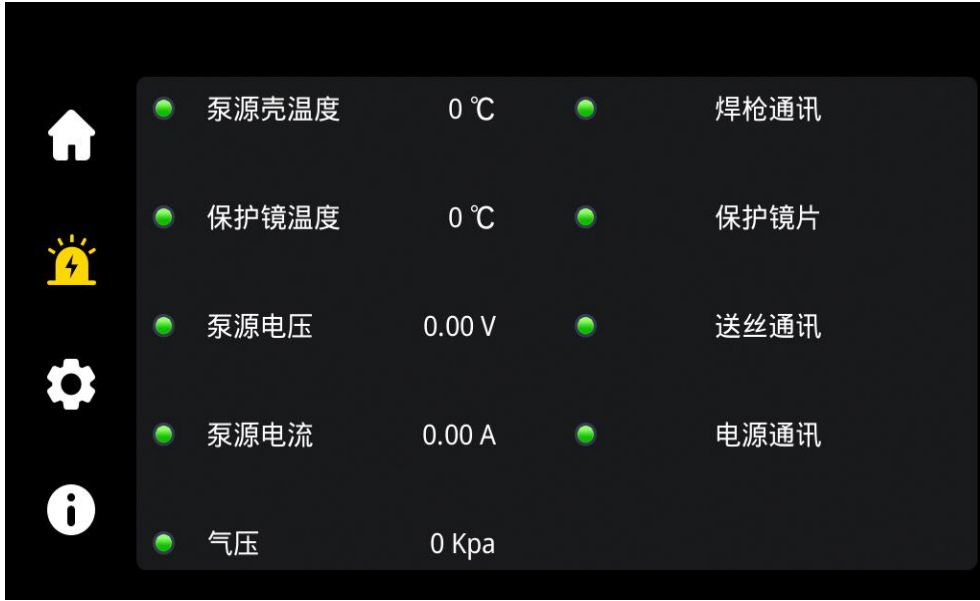 泵源壳温度 0 ℃ 焊枪通讯
保护镜温度 0 ℃ 保护镜片
泵源电压 0.00 V 送丝通讯
泵源电流 0.00 A 电源通讯
气压 0 Kpa